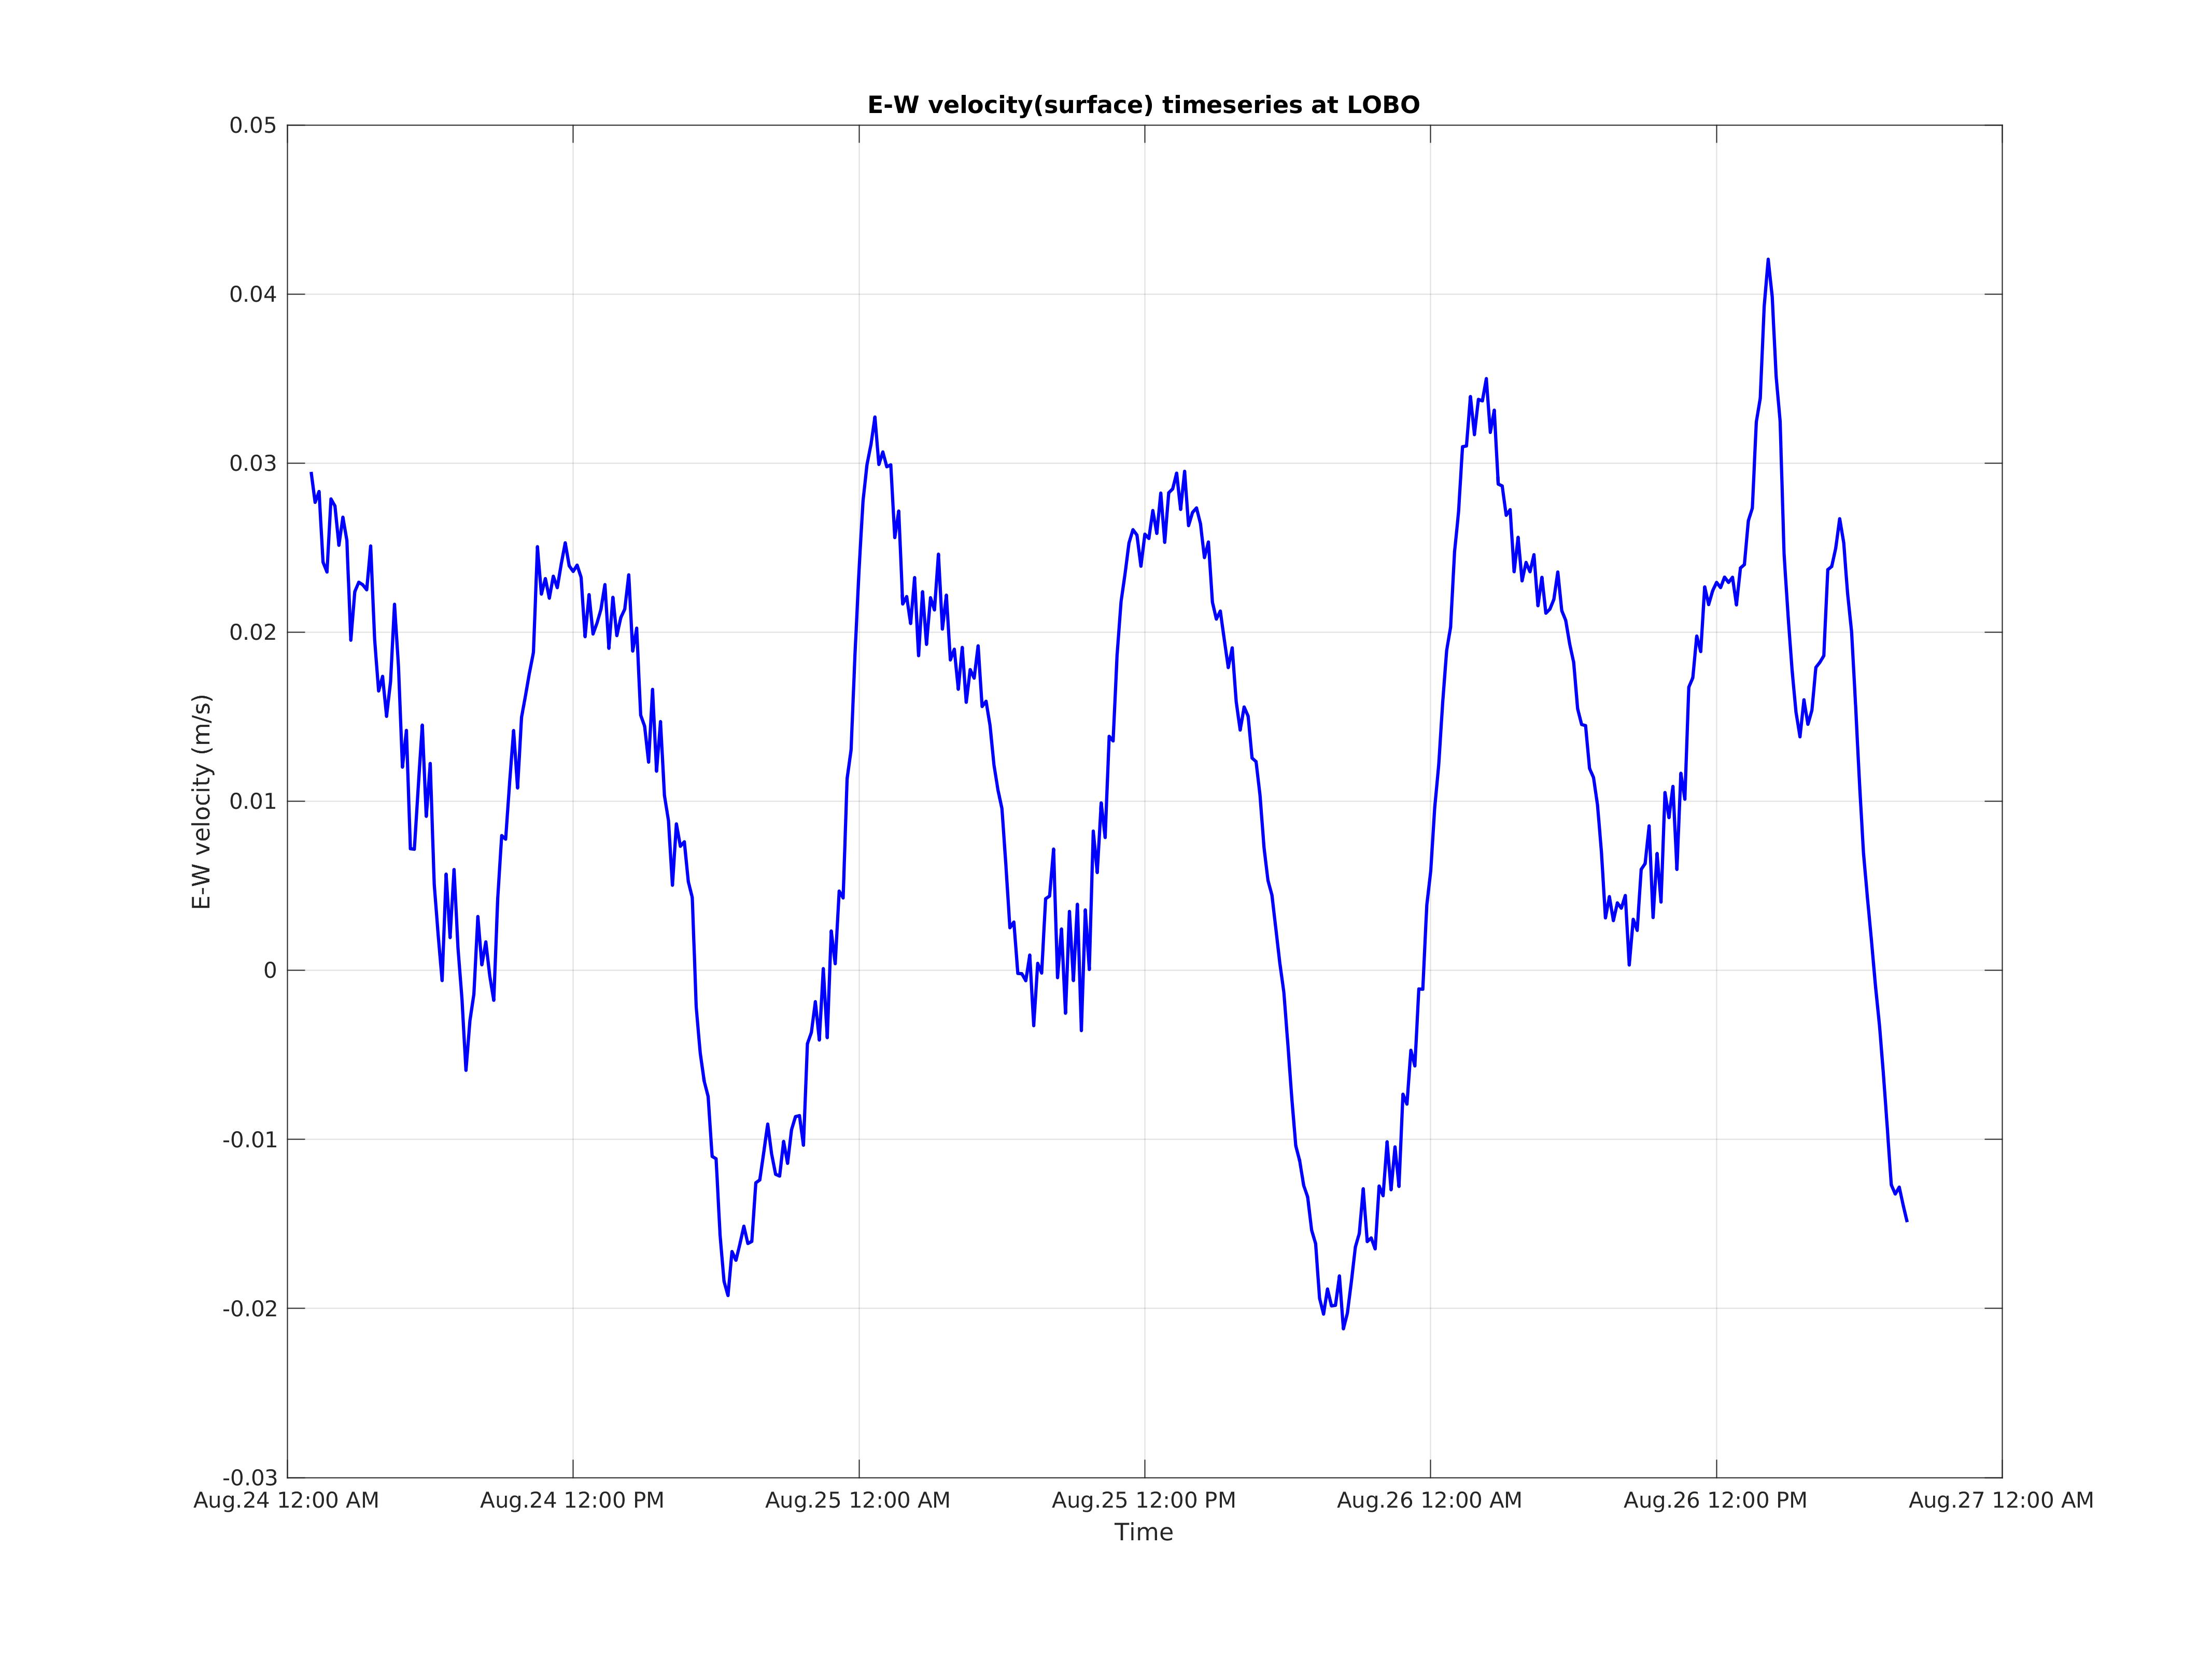 E-W velocity(surface) timeseries at LOBO
0.05
0.04
0.03
0.02
0.01
0
-0.01
-0.02
-0.03
E-W velocity (m/s)
Aug.24 12:00 AM Aug.24 12:00 PM Aug.25 12:00 AM Aug.25 12:00 PM Aug.26 12:00 AM Aug.26 12:00 PM Aug.27 12:00 AM
Time